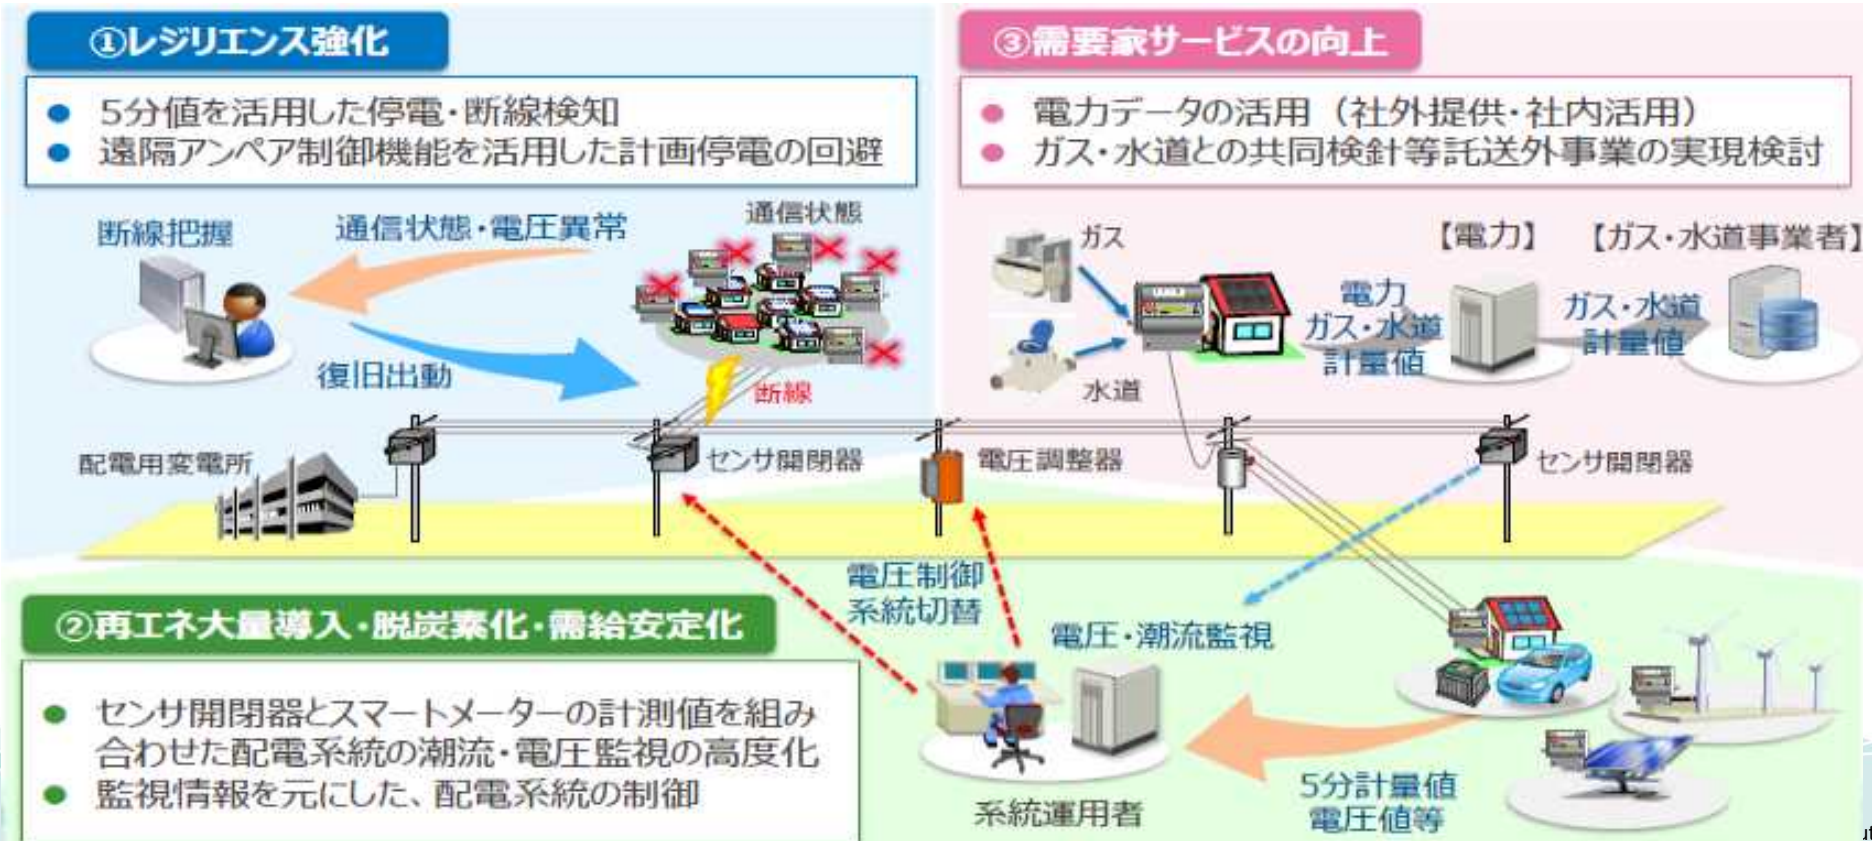 ①レジリエンス強化
● 5分値を活用した停電・断線検知
● 遠隔アンペア制御機能を活用した計画停電の回避
断線把握
通信状態・電圧異常
通信状態
復旧出動
断線
③需要家サービスの向上
● 電力データの活用（社外提供・社内活用）
● ガス・水道との共同検針等託送外事業の実現検討
ガス
水道
電力
ガス・水道
計量値
【電力】
ガス・水道
計量値
【ガス・水道事業者】
配電用変電所
センサ開閉器
電圧調整器
センサ開閉器
②再エネ大量導入・脱炭素化・需給安定化
● センサ開閉器とスマートメーターの計測値を組み
合わせた配電系統の潮流・電圧監視の高度化
● 監視情報を元にした、配電系統の制御
電圧制御
系統切替
電圧・潮流監視
系統運用者
5分計量値
電圧値等